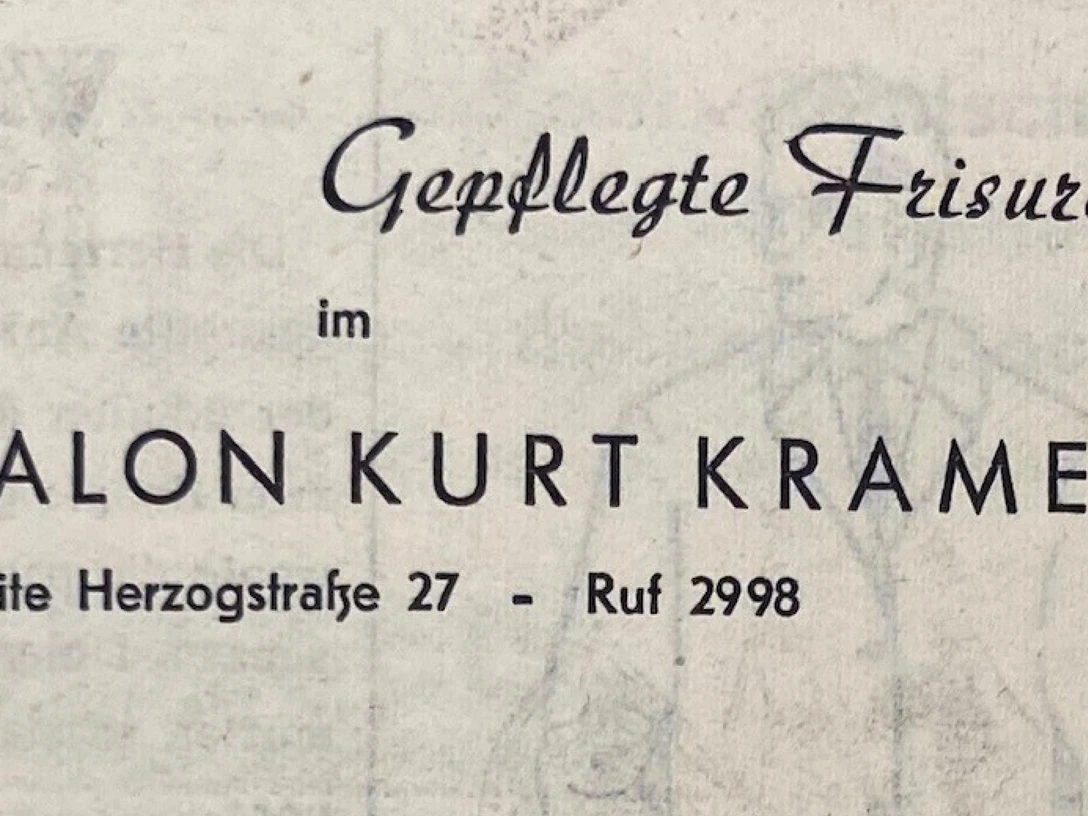 Gepflegte Frisur
im
ALON KURT KRAME
ite Herzogstraße 27 - Ruf 2998